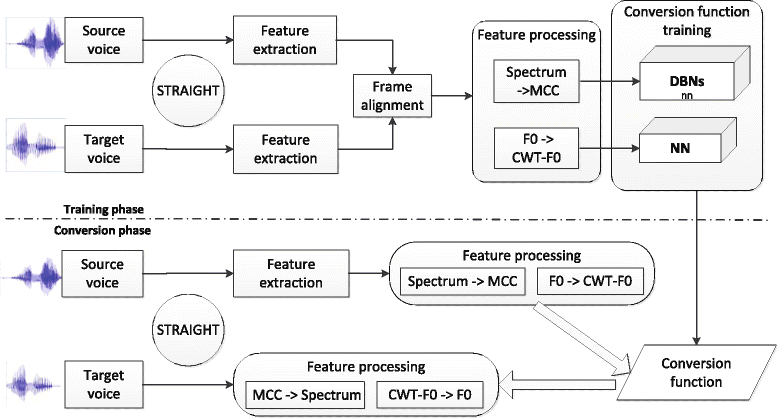 Source
voice
Feature
extraction
STRAIGHT
Target
voice
Feature
extraction
Frame
alignment
Feature processing
Spectrum
->MCC
F0 ->
CWT-F0
Conversion function
training
DBNs
nn
NN
Training phase
Conversion phase
Source
voice
Feature
extraction
Feature processing
Spectrum -> MCC
F0 -> CWT-F0
STRAIGHT
Target
voice
Feature processing
MCC -> Spectrum
CWT-F0 -> F0
Conversion
function